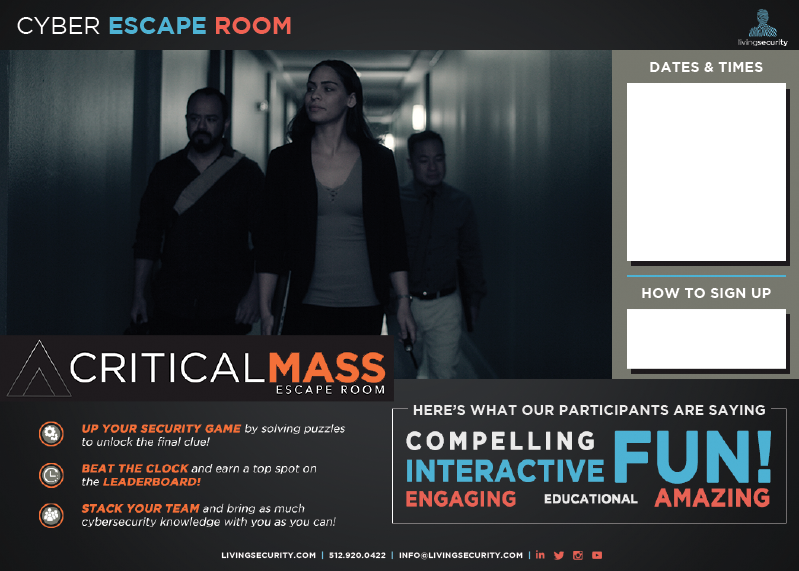 CYBER ESCAPE ROOM
livingsecurity
DATES & TIMES
HOW TO SIGN UP
CRITICALMASS
ESCAPE ROOM
UP YOUR SECURITY GAME by solving puzzles
to unlock the final clue!
BEAT THE CLOCK and earn a top spot on
the LEADERBOARD!
STACK YOUR TEAM and bring as much
cybersecurity knowledge with you as you can!
HERE'S WHAT OUR PARTICIPANTS ARE SAYING
COMPELLING
INTERACTIVE FUN!
ENGAGING EDUCATIONAL AMAZING
LIVINGSECURITY.COM | 512.920.0422 | INFO@LIVINGSECURITY.COM |